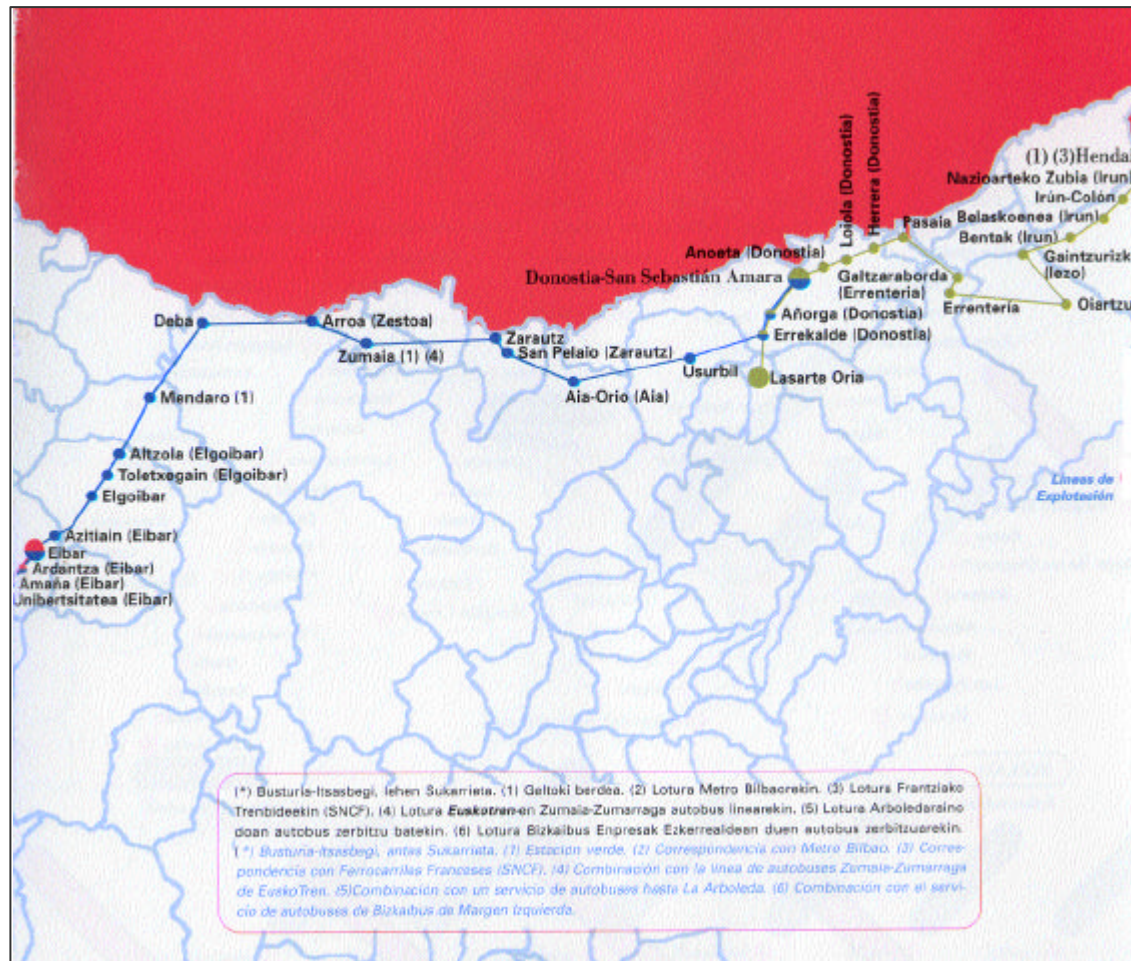 (1) (3)Hendai
Nazioarteko Zubia (Irun)
Irún-Colón
Belaskoenea (Irun)
Bentak (Irun)
Gaintzurizk
(lezo)
Oiartzu
Errenteria
Galtzaraborda
(Errenteria)
Pasaia
Herrera (Donostia)
Loiola (Donostia)
Anoeta (Donostia)
Donostia-San Sebastián Amara
Añorga (Donostia)
Errekalde (Donostia)
Lasarte Oria
Usurbil
Aia-Orio (Aia)
San Pelaio (Zarautz)
Zarautz
Zumaia (1) (4)
Arroa (Zestoa)
Deba
Mendaro (1)
Altzola (Elgoibar)
Toletxegain (Elgoibar)
Elgoibar
Azitiain (Eibar)
Eibar
Ardantza (Eibar)
Amaña (Eibar)
Unibertsitatea (Eibar)
Líneas de
Explotación
(*) Busturia-Itsasbegi, lehen Sukarrieta. (1) Geltoki berdea. (2) Lotura Metro Bilbaorekin. (3) Lotura Frantziako
Trenbideekin (SNCF). (4) Lotura Euskotren-en Zumaia-Zumarraga autobus linearekin. (5) Lotura Arboledaraino
doan autobus zerbitzu batekin. (6) Lotura Bizkaibus Enpresak Ezkerrealdean duen autobus zerbitzuarekin.
(*) Busturia-Itsasbegi, antes Sukarrieta. (1) Estación verde. (2) Correspondencia con Metro Bilbao. (3) Corres-
pondencia con Ferrocarriles Franceses (SNCF). (4) Combinación con la línea de autobuses Zumaia-Zumarraga
de EuskoTren. (5)Combinación con un servicio de autobuses hasta La Arboleda. (6) Combinación con el servi-
cio de autobuses de Bizkaibus de Margen Izquierda.